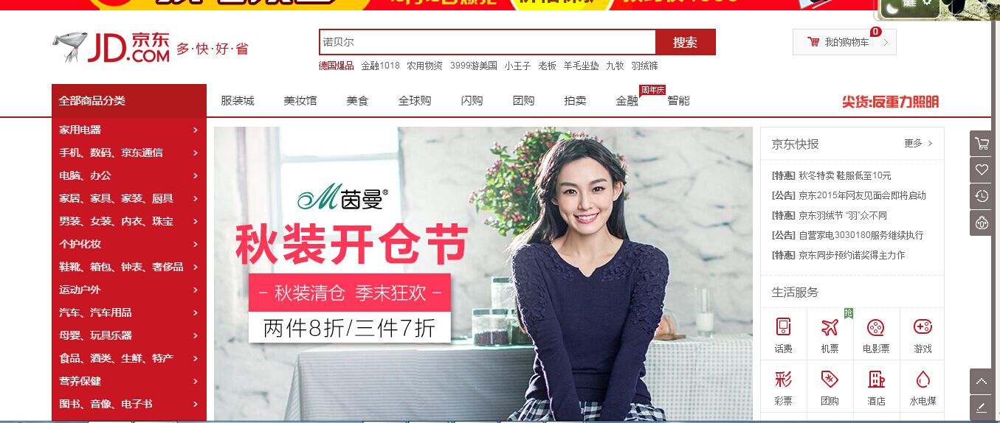 JD.COM 京东
多·快·好·省
诺贝尔
搜索
0
我的购物车
德国爆品 金融1018 农用物资 3999游美国 小王子 老板 羊毛坐垫 九牧 羽绒裤
全部商品分类
服装城 美妆馆 美食 全球购 闪购 团购 拍卖 金融 周年庆 智能
尖货:反重力照明
家用电器
手机、数码、京东通信
电脑、办公
家居、家具、家装、厨具
男装、女装、内衣、珠宝
个护化妆
鞋靴、箱包、钟表、奢侈品
运动户外
汽车、汽车用品
母婴、玩具乐器
食品、酒类、生鲜、特产
营养保健
图书、音像、电子书
茵曼®
秋装开仓节
- 秋装清仓 季末狂欢 -
两件8折/三件7折
京东快报
更多
[特惠] 秋冬特卖 鞋服低至10元
[公告] 京东2015年网友见面会即将启动
[特惠] 京东羽绒节 “羽”众不同
[公告] 自营家电3030180服务继续执行
[特惠] 京东同步预约诺奖得主力作
生活服务
抢
话费 机票 电影票 游戏
彩
彩票 团购 酒店 水电煤